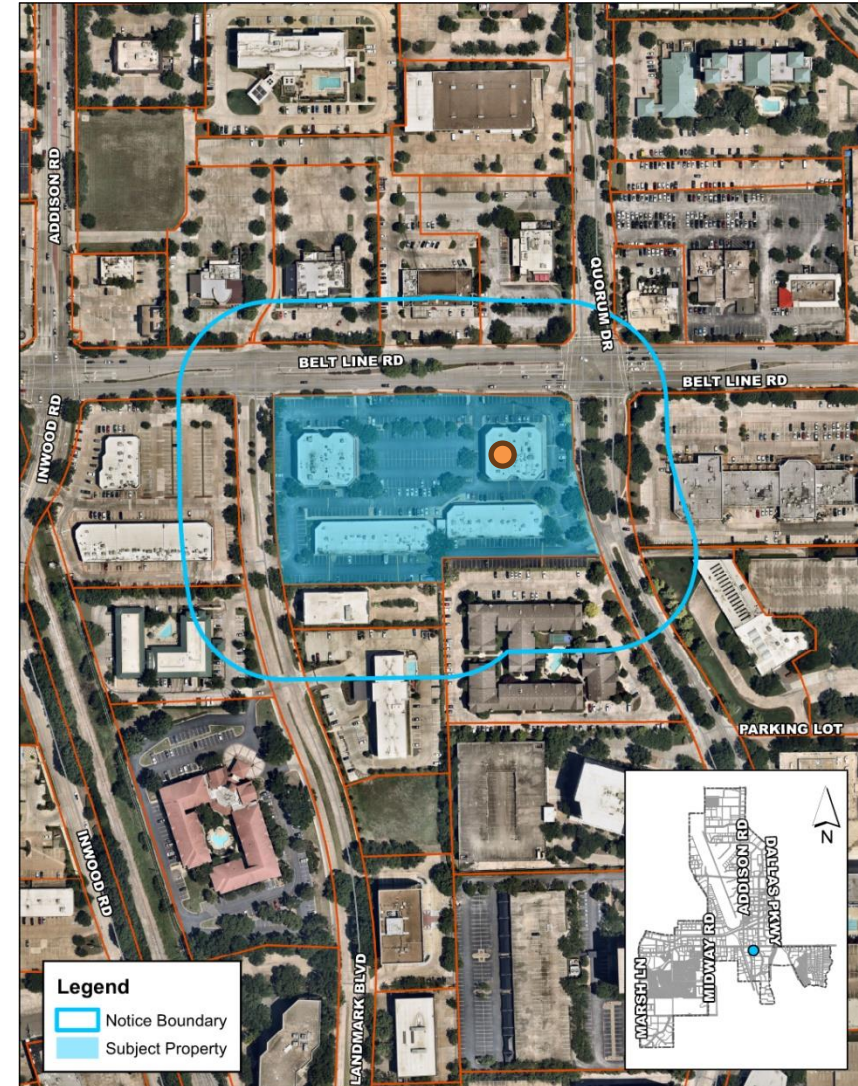 ADDISON RD
QUORUM DR
BELT LINE RD
BELT LINE RD
INWOOD RD
PARKING LOT
INWOOD RD
LANDMARK BLVD
Legend
Notice Boundary
Subject Property
N
ADDISON RD
DALLAS PKWY
MIDWAY RD
MARSH LN